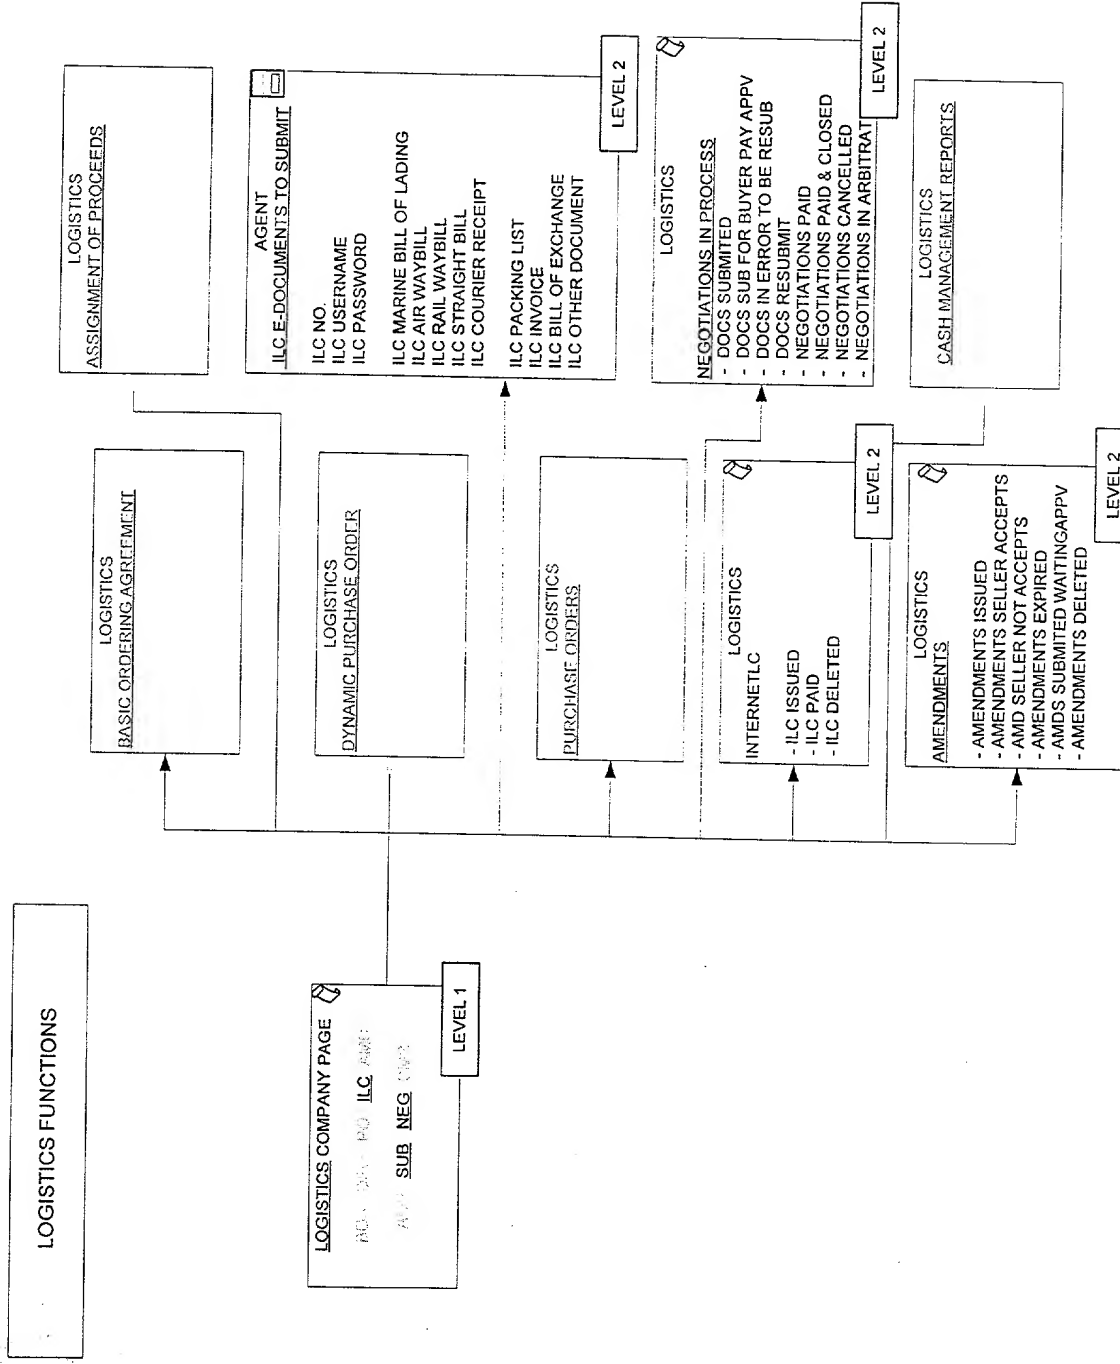 LOGISTICS FUNCTIONS
LOGISTICS COMPANY PAGE
PO ILC
SUB NEG
LEVEL 1
LOGISTICS
BASIC ORDERING AGREEMENT
LOGISTICS
DYNAMIC PURCHASE ORDER
LOGISTICS
PURCHASE ORDERS
LOGISTICS
INTERNETLC
- ILC ISSUED
- ILC PAID
- ILC DELETED
LEVEL 2
LOGISTICS
AMENDMENTS
- AMENDMENTS ISSUED
- AMENDMENTS SELLER ACCEPTS
- AMD SELLER NOT ACCEPTS
- AMENDMENTS EXPIRED
- AMDS SUBMITED WAITINGAPPV
- AMENDMENTS DELETED
LEVEL 2
LOGISTICS
ASSIGNMENT OF PROCEEDS
AGENT
ILC E-DOCUMENTS TO SUBMIT
ILC NO.
ILC USERNAME
ILC PASSWORD
ILC MARINE BILL OF LADING
ILC AIR WAYBILL
ILC RAIL WAYBILL
ILC STRAIGHT BILL
ILC COURIER RECEIPT
ILC PACKING LIST
ILC INVOICE
ILC BILL OF EXCHANGE
ILC OTHER DOCUMENT
LEVEL 2
LOGISTICS
NEGOTIATIONS IN PROCESS
- DOCS SUBMITED
- DOCS SUB FOR BUYER PAY APPV
- DOCS IN ERROR TO BE RESUB
- DOCS RESUBMIT
- NEGOTIATIONS PAID
- NEGOTIATIONS PAID & CLOSED
- NEGOTIATIONS CANCELLED
- NEGOTIATIONS IN ARBITRAT
LEVEL 2
LOGISTICS
CASH MANAGEMENT REPORTS